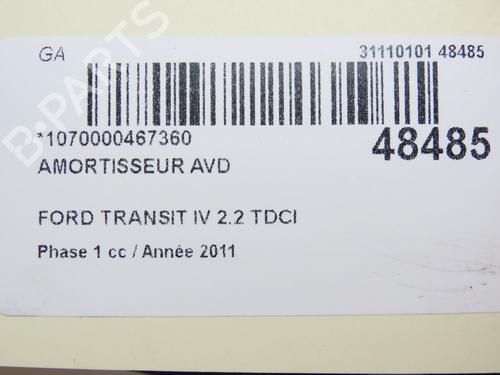 GA
31110101 48485
*1070000467360
48485
AMORTISSEUR AVD
FORD TRANSIT IV 2.2 TDCI
Phase 1 cc / Année 2011
B-PARTS